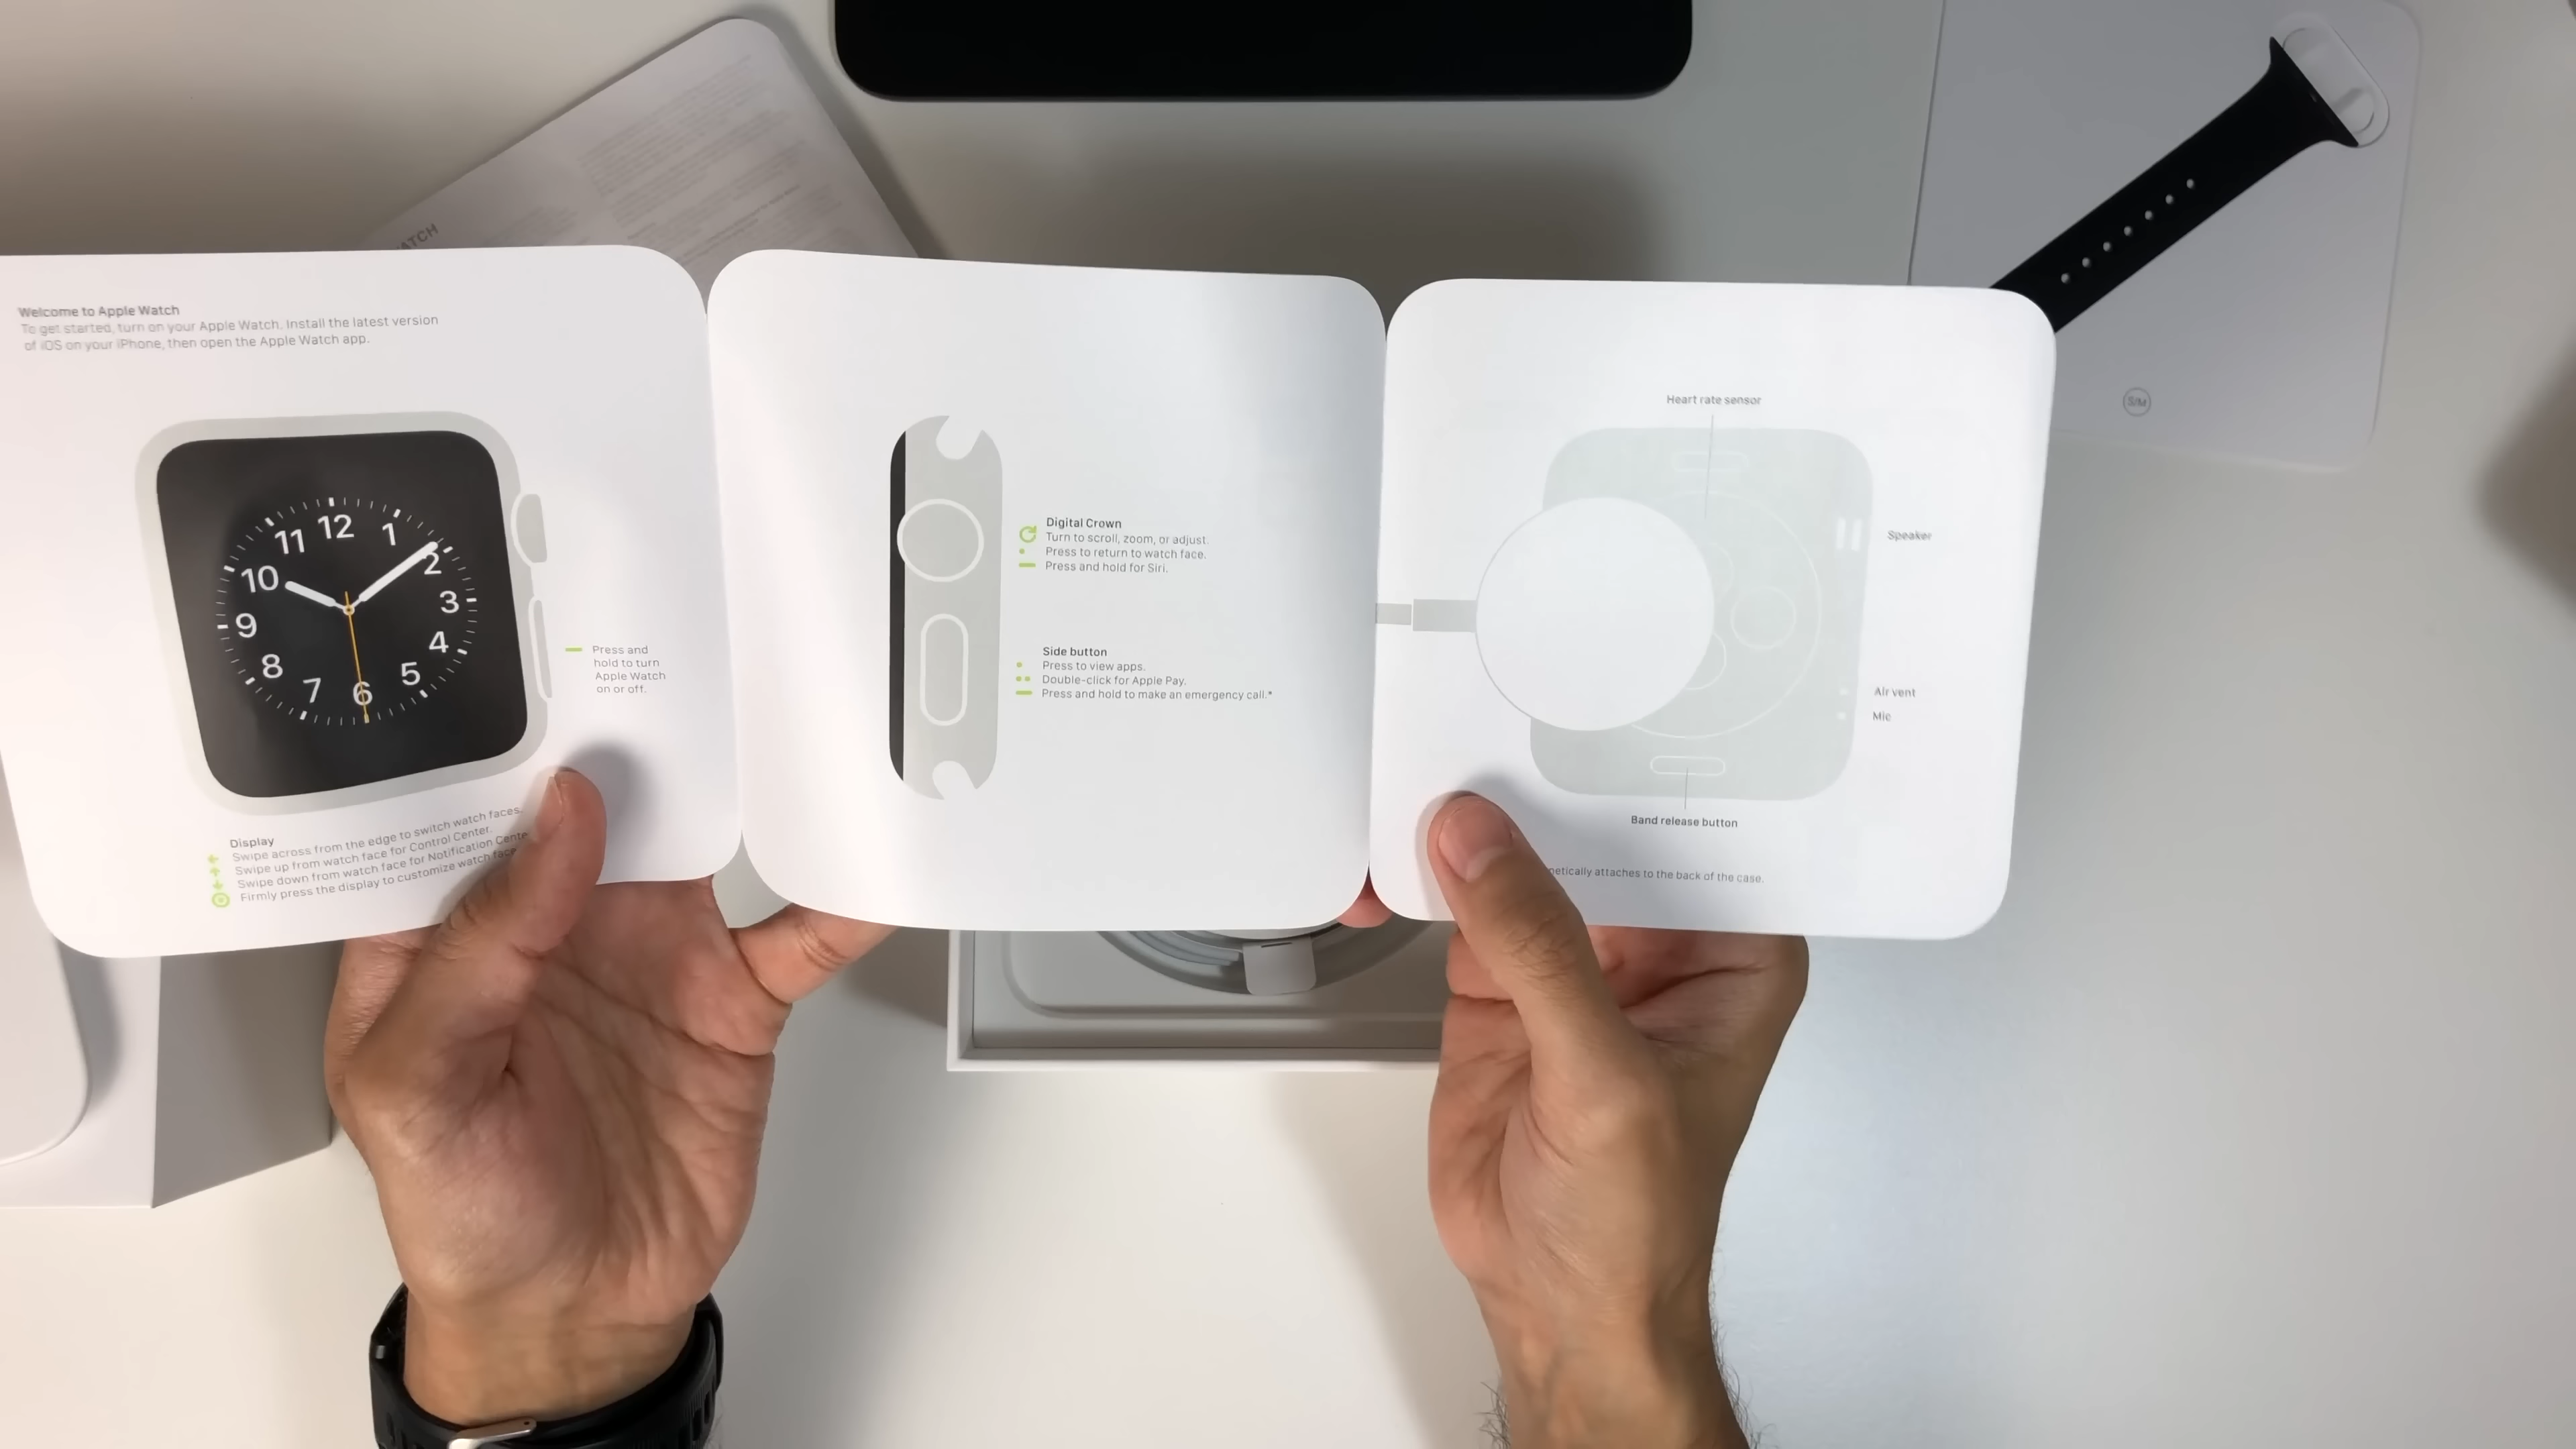 Welcome to Apple Watch
To get started, turn on your Apple Watch. Install the latest version
of iOS on your iPhone, then open the Apple Watch app.
12
1
2
3
4
5
6
7
8
9
10
11
Press and
hold to turn
Apple Watch
on or off.
Display
Swipe across from the edge to switch watch faces.
Swipe up from watch face for Control Center.
Swipe down from watch face for Notification Cente
Firmly press the display to customize watch face
Digital Crown
Turn to scroll, zoom, or adjust.
Press to return to watch face.
Press and hold for Siri.
Side button
Press to view apps.
Double-click for Apple Pay.
Press and hold to make an emergency call.*
Heart rate sensor
Speaker
Air vent
Mic
Band release button
netically attaches to the back of the case.
S/M